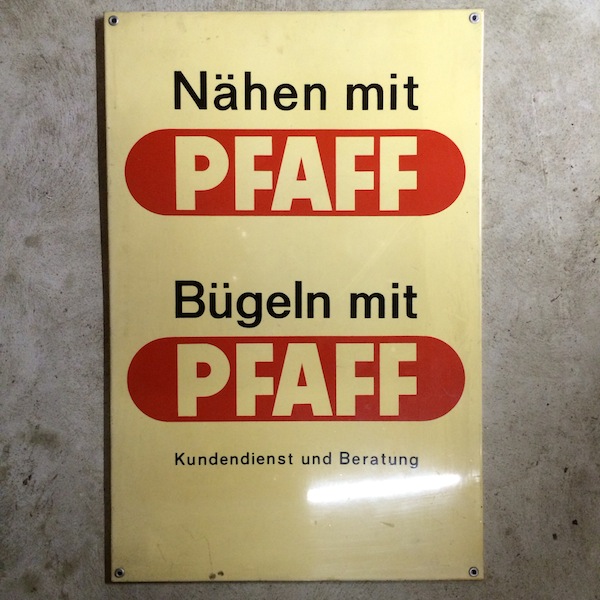 Nähen mit
PFAFF
Bügeln mit
PFAFF
Kundendienst und Beratung